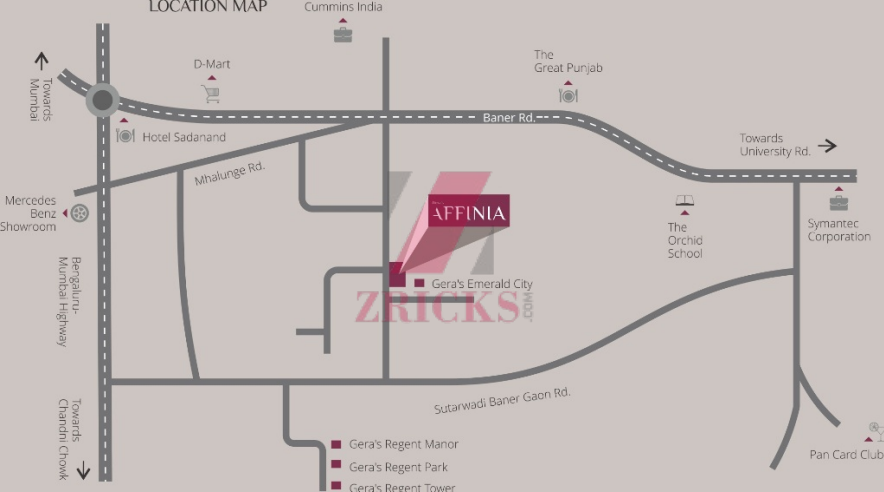 LOCATION MAP
Cummins India
D-Mart
The
Great Punjab
Towards
Mumbai
Hotel Sadanand
Baner Rd.
Towards
University Rd.
Mhalunge Rd.
Mercedes
Benz
Showroom
AFFINIA
The
Orchid
School
Symantec
Corporation
Bengaluru-
Mumbai Highway
Gera's Emerald City
ZRICKS
.COM
Sutarwadi Baner Gaon Rd.
Towards
Chandni Chowk
Gera's Regent Manor
Gera's Regent Park
Gera's Regent Tower
Pan Card Club